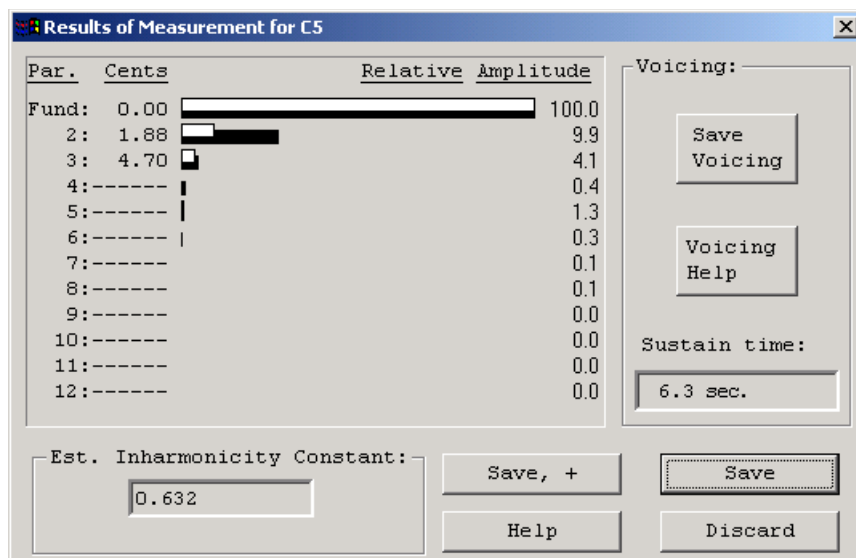 Results of Measurement for C5
Par. Cents Relative Amplitude
Fund: 0.00 100.0
2: 1.88 9.9
3: 4.70 4.1
4:------ 0.4
5:------ 1.3
6:------ 0.3
7:------ 0.1
8:------ 0.1
9:------ 0.0
10:------ 0.0
11:------ 0.0
12:------ 0.0
Voicing:
Save
Voicing
Voicing
Help
Sustain time:
6.3 sec.
Est. Inharmonicity Constant:
0.632
Save, +
Save
Help
Discard